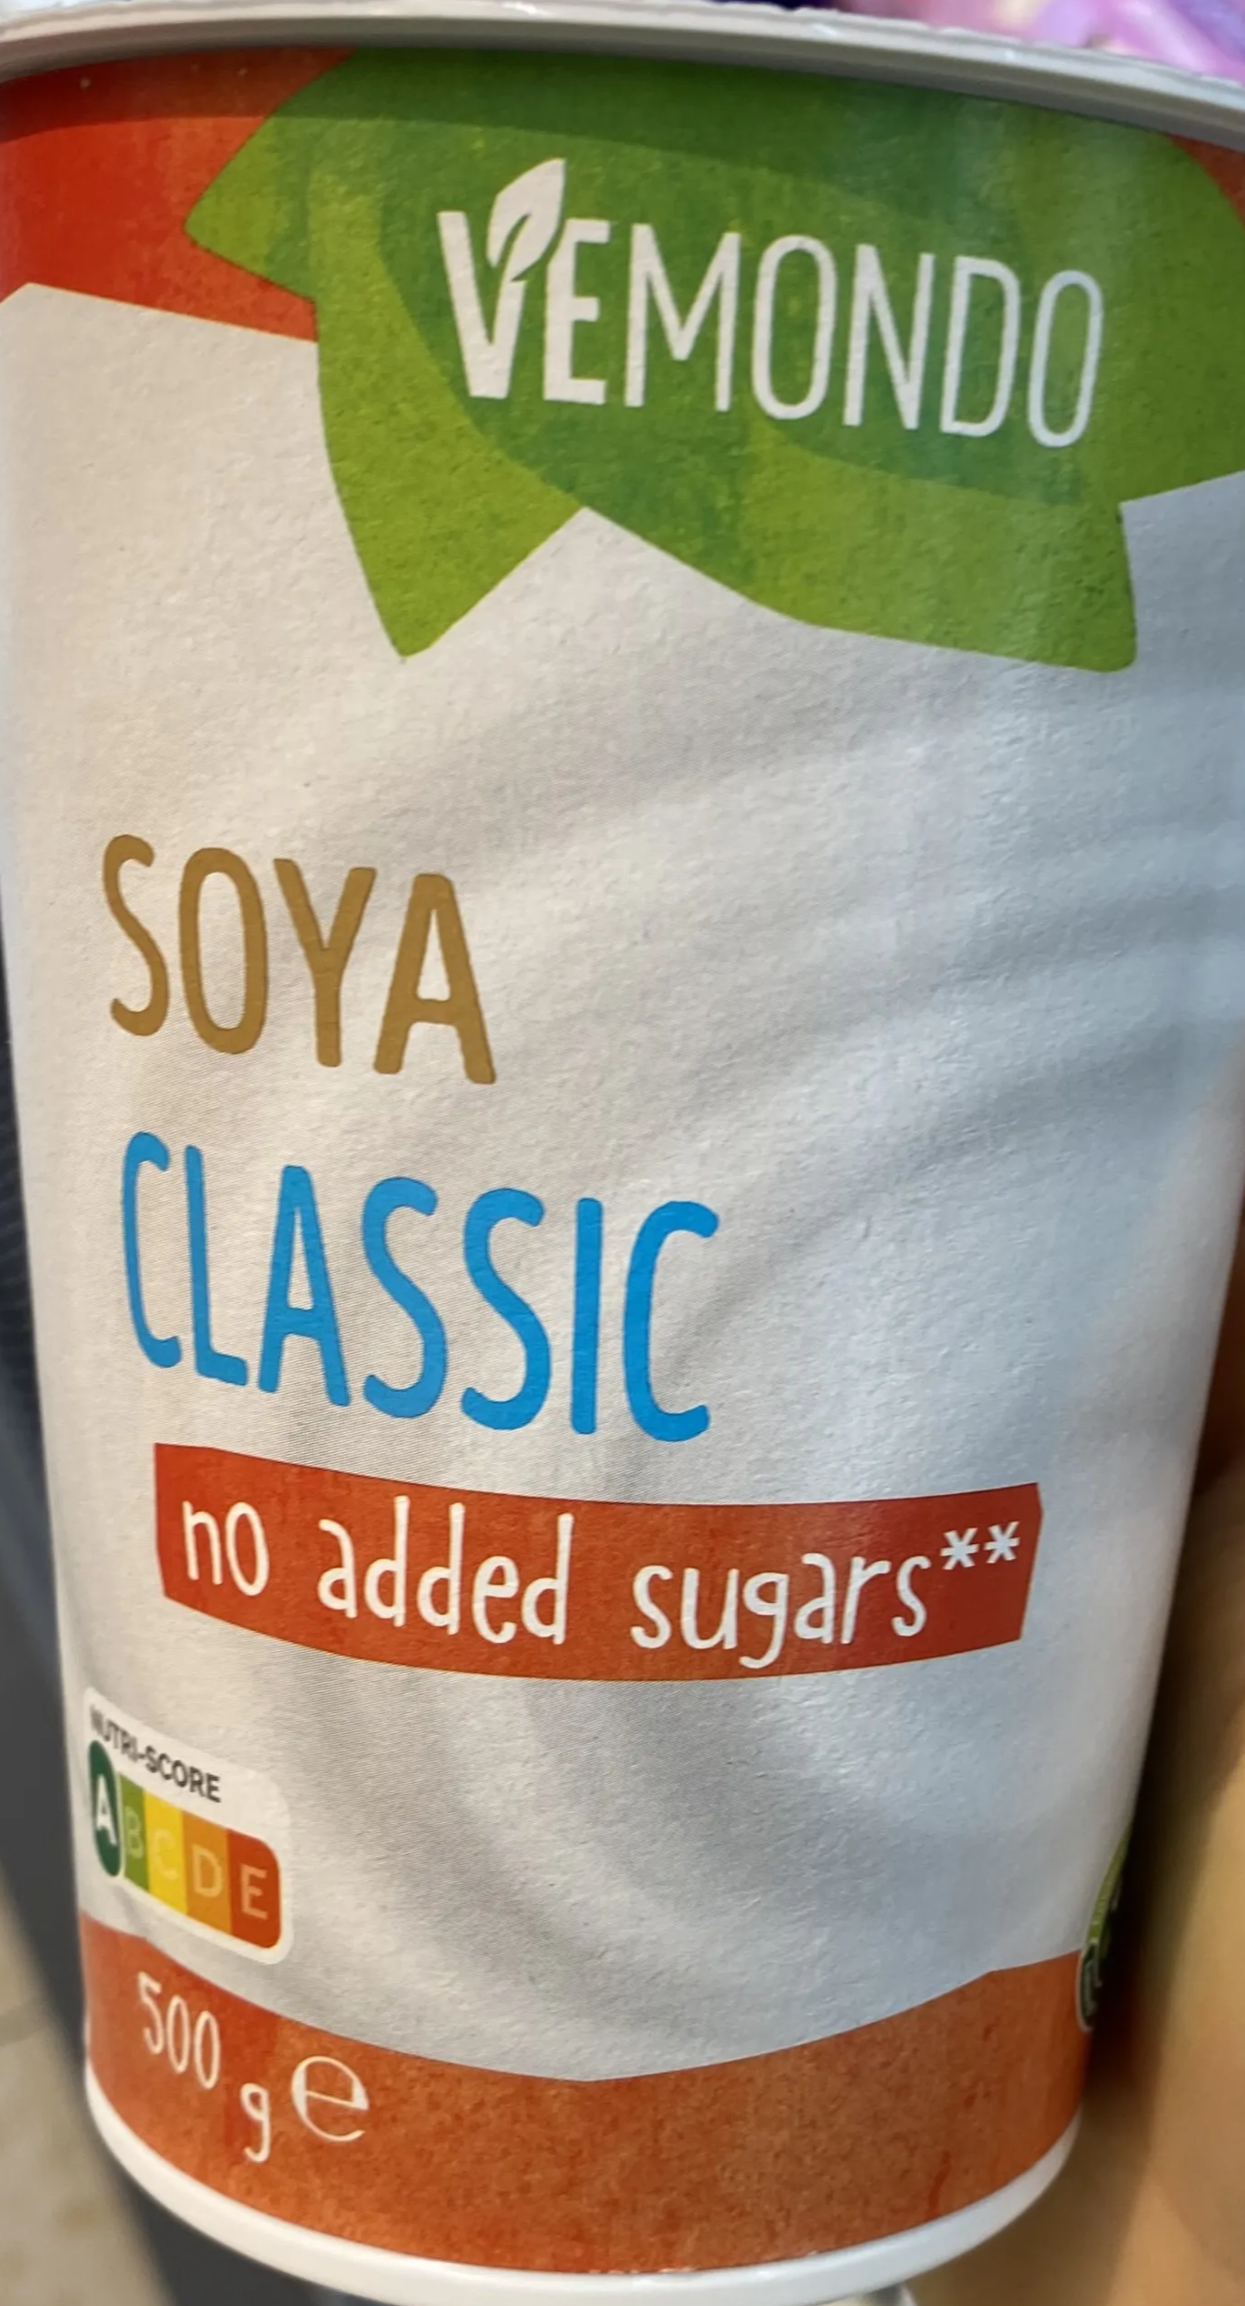 VEMONDO
SOYA
CLASSIC
no added sugars**
NUTRI-SCORE
A B C D E
500 g ℮